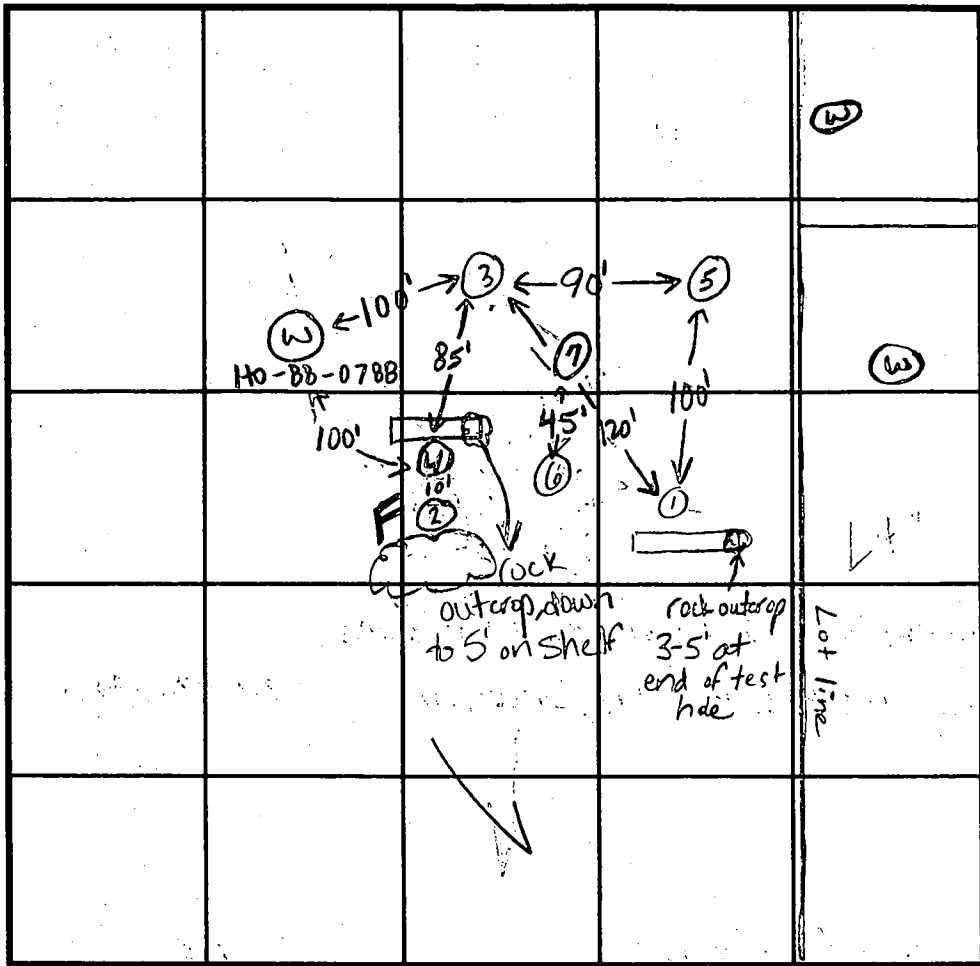 W
3
90'
5
100'
W
HO-88-0788
85'
7
W
100'
45'
120'
100'
4
10'
6
2
F
1
rock
outcrop, down
to 5' on shelf
rock outcrop
3-5' at
end of test
hole
Lot
Lot line